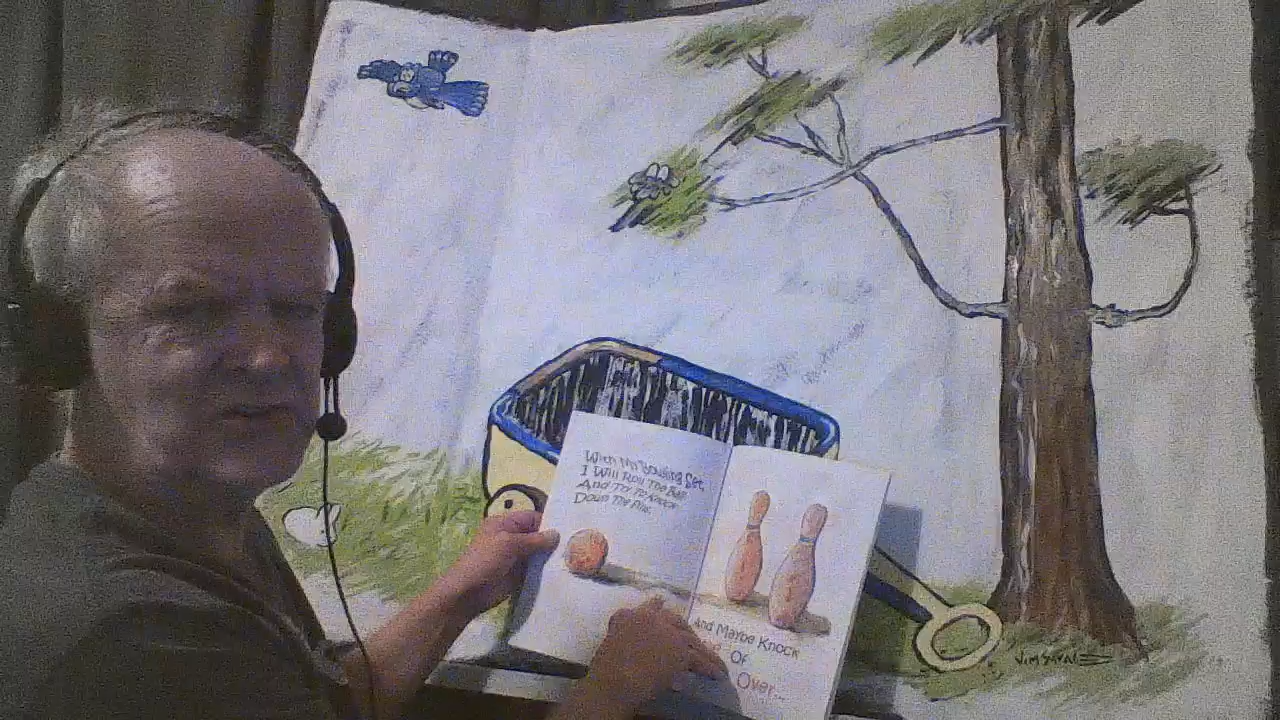 With My Bowling Set,
I Will Roll The Ball
And Try To Knock
Down The Pins.
And Maybe Knock
Of
Over...